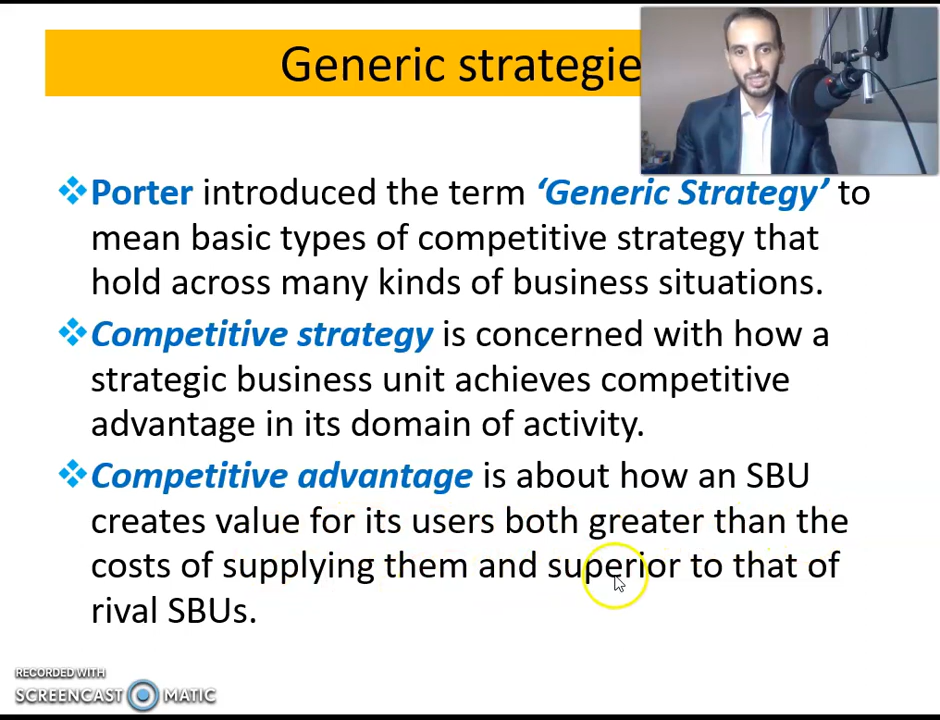 Generic strategie
❖Porter introduced the term ‘Generic Strategy’ to
mean basic types of competitive strategy that
hold across many kinds of business situations.
❖Competitive strategy is concerned with how a
strategic business unit achieves competitive
advantage in its domain of activity.
❖Competitive advantage is about how an SBU
creates value for its users both greater than the
costs of supplying them and superior to that of
rival SBUs.
RECORDED WITH
SCREENCAST MATIC